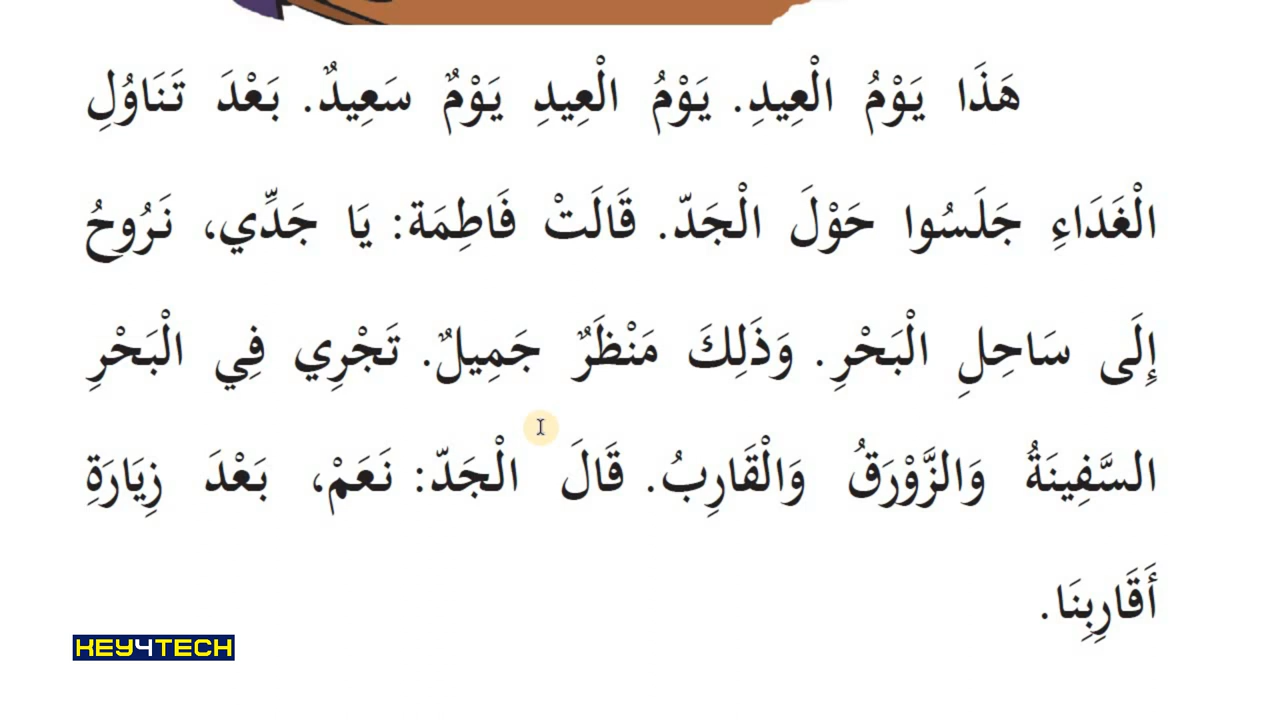 هَذَا يَوْمُ الْعِيدِ. يَوْمُ الْعِيدِ يَوْمٌ سَعِيدٌ. بَعْدَ تَنَاوُلِ
الْغَدَاءِ جَلَسُوا حَوْلَ الْجَدّ. قَالَتْ فَاطِمَة: يَا جَدِّي، نَرُوحُ
إِلَى سَاحِلِ الْبَحْرِ. وَذَلِكَ مَنْظَرٌ جَمِيلٌ. تَجْرِي فِي الْبَحْرِ
السَّفِينَةُ وَالزَّوْرَقُ وَالْقَارِبُ. قَالَ الْجَدّ: نَعَمْ، بَعْدَ زِيَارَةِ
أَقَارِبِنَا.
KEY4TECH